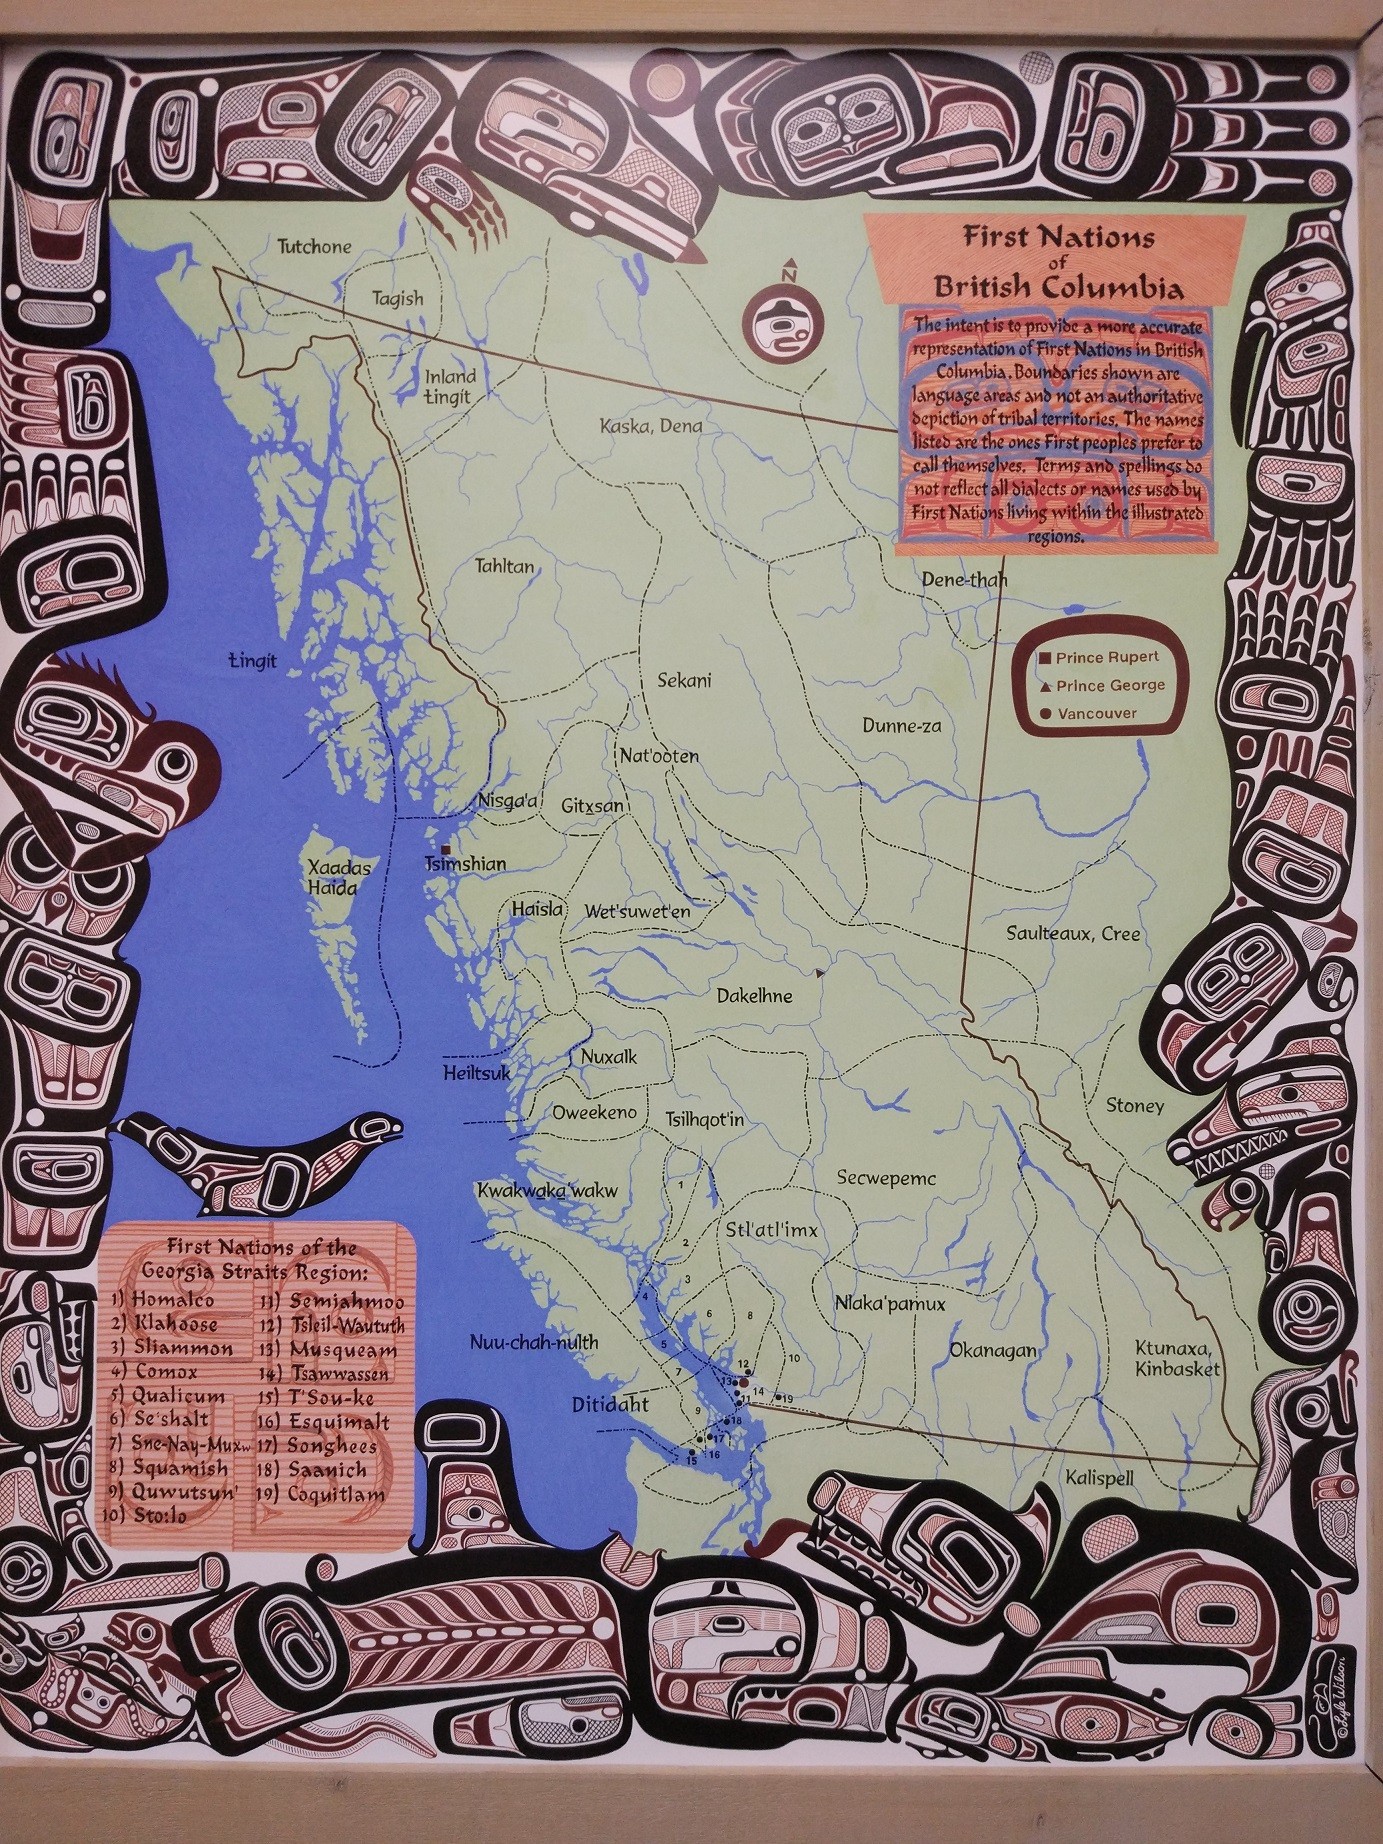 First Nations
of
British Columbia
The intent is to provide a more accurate
representation of First Nations in British
Columbia. Boundaries shown are
language areas and not an authoritative
depiction of tribal territories. The names
listed are the ones First peoples prefer to
call themselves. Terms and spellings do
not reflect all dialects or names used by
First Nations living within the illustrated
regions.
N
Tutchone
Tagish
Inland
Łingít
Kaska, Dena
Tahltan
Dene-thah
Prince Rupert
Prince George
Vancouver
Łingít
Sekani
Dunne-za
Nat'ooten
Nisga'a
Gitxsan
Tsimshian
Xaadas
Haida
Haisla
Wet'suwet'en
Saulteaux, Cree
Dakelhne
Nuxalk
Heiltsuk
Oweekeno
Tsilhqot'in
Stoney
Secwepemc
Kwakwa̱ka̱'wakw
Stl'atl'imx
Nlaka'pamux
Nuu-chah-nulth
Okanagan
Ktunaxa,
Kinbasket
Ditidaht
Kalispell
1
2
3
4
6
8
5
7
10
12
13
14
11
19
9
18
17
16
15
First Nations of the
Georgia Straits Region:
1) Homalco
2) Klahoose
3) Sliammon
4) Comox
5) Qualicum
6) Se'shalt
7) Sne-Nay-Muxw
8) Squamish
9) Quwutsun'
10) Sto:lo
11) Semiahmoo
12) Tsleil-Waututh
13) Musqueam
14) Tsawwassen
15) T'Sou-ke
16) Esquimalt
17) Songhees
18) Saanich
19) Coquitlam
© Lyle Wilson